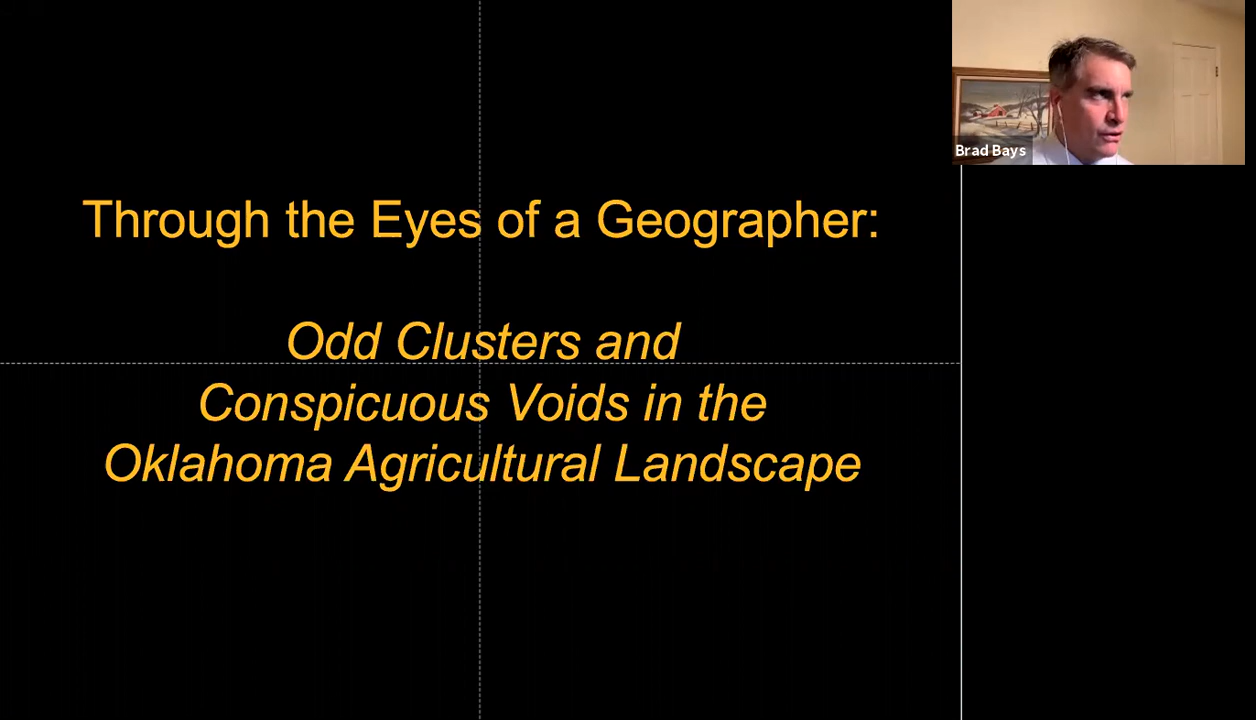 Through the Eyes of a Geographer:
Odd Clusters and
Conspicuous Voids in the
Oklahoma Agricultural Landscape
Brad Bays